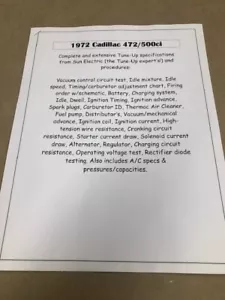 1972 Cadillac 472/500ci
Complete and extensive Tune-Up specifications
from Sun Electric (the Tune-Up experts) and
procedures:
Vacuum control circuit test, Idle mixture, Idle
speed, Timing/carburetor adjustment chart, Firing
order w/schematic, Battery, Charging system,
Idle, Dwell, Ignition Timing, Ignition advance,
Spark plugs, Carburetor ID, Thermac Air Cleaner,
Fuel pump, Distributor's, Vacuum/mechanical
advance, Ignition coil, Ignition current, High-
tension wire resistance, Cranking circuit
resistance, Starter current draw, Solenoid current
draw, Alternator, Regulator, Charging circuit
resistance, Operating voltage test, Rectifier diode
testing. Also includes A/C specs &
pressures/capacities.